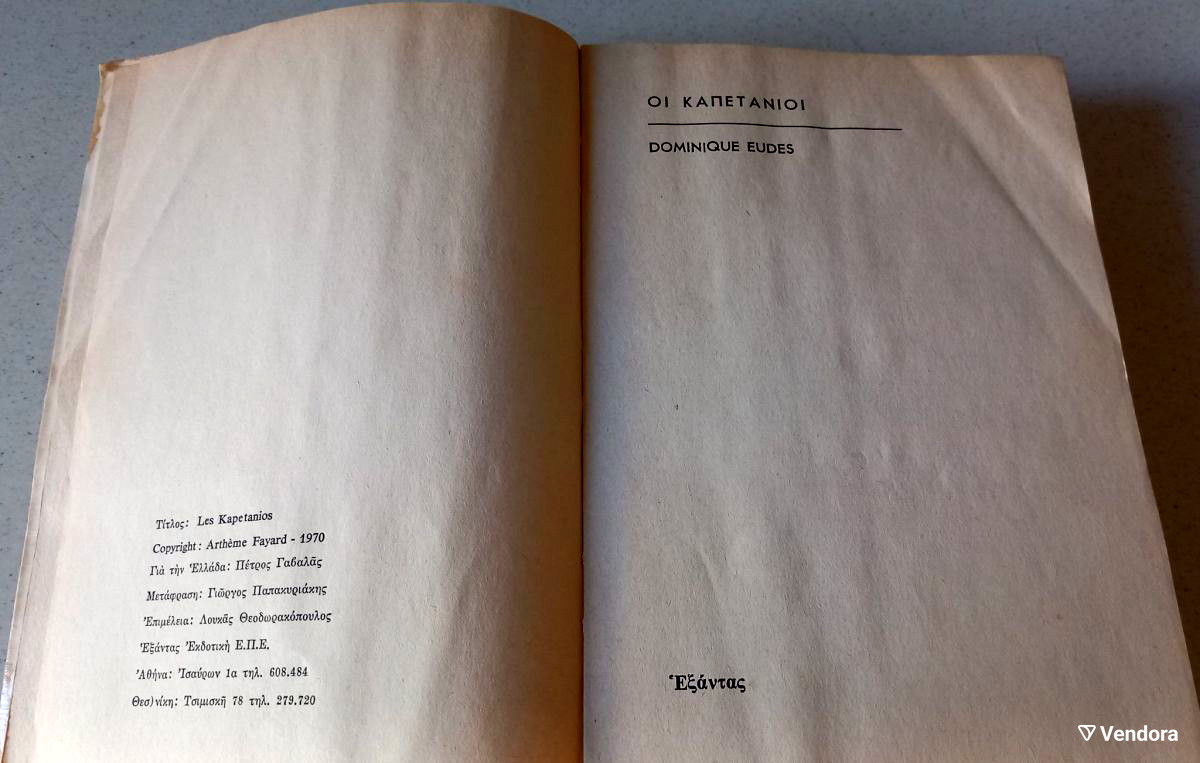 Τίτλος: Les Kapetanios
Copyright: Arthème Fayard - 1970
Γιὰ τὴν Ἑλλάδα: Πέτρος Γαβαλᾶς
Μετάφραση: Γιῶργος Παπακυριάκης
Ἐπιμέλεια: Λουκᾶς Θεοδωρακόπουλος
Ἑξάντας Ἐκδοτικὴ Ε.Π.Ε.
Ἀθήνα: Ἰσαύρων 1α τηλ. 608.484
Θεσ)νίκη: Τσιμισκῆ 78 τηλ. 279.720
ΟΙ ΚΑΠΕΤΑΝΙΟΙ
DOMINIQUE EUDES
Ἑξάντας
Vendora